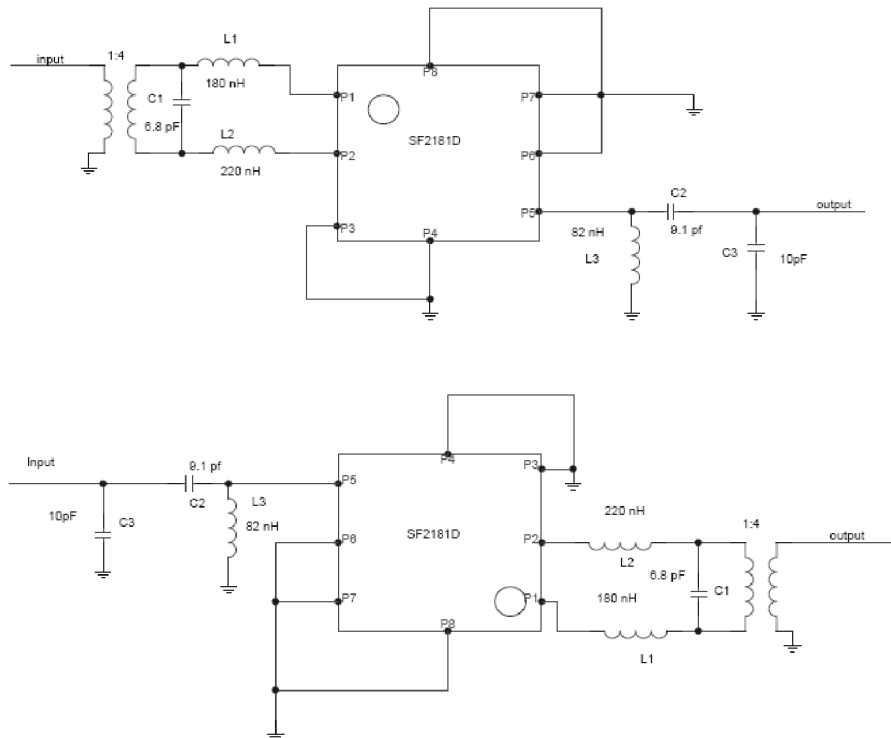 L1
1:4
input
P8
180 nH
P1
P7
C1
6.8 pF
L2
SF2181D
P2
P6
220 nH
C2
P5
output
P3
82 nH
9.1 pf
P4
C3
10pF
L3
P4
Input
9.1 pf
P3
P5
C2
L3
220 nH
10pF
C3
82 nH
1:4
P6
SF2181D
P2
output
L2
6.8 pF
C1
P7
P1
180 nH
P8
L1